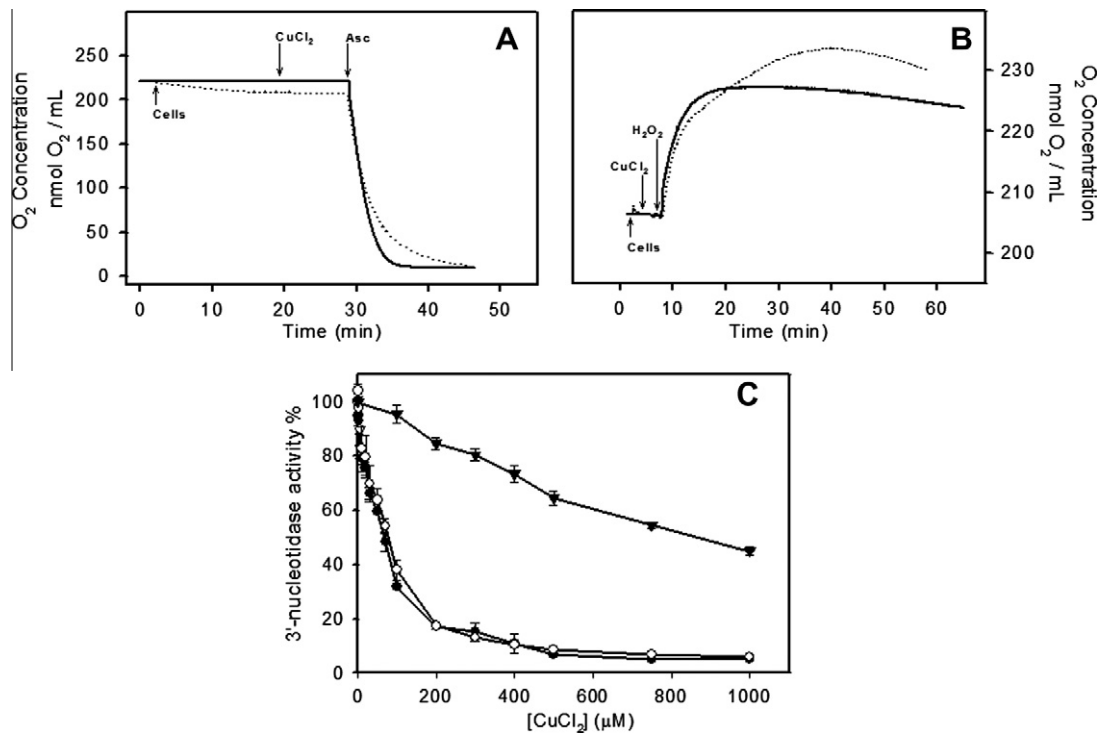 A
CuCl₂
Asc
Cells
250
200
150
100
50
0
O₂ Concentration
nmol O₂ / mL
0 10 20 30 40 50
Time (min)
B
H₂O₂
CuCl₂
Cells
230
220
210
200
O₂ Concentration
nmol O₂ / mL
0 10 20 30 40 50 60
Time (min)
C
100
80
60
40
20
0
3'-nucleotidase activity %
0 200 400 600 800 1000
[CuCl₂] (μM)